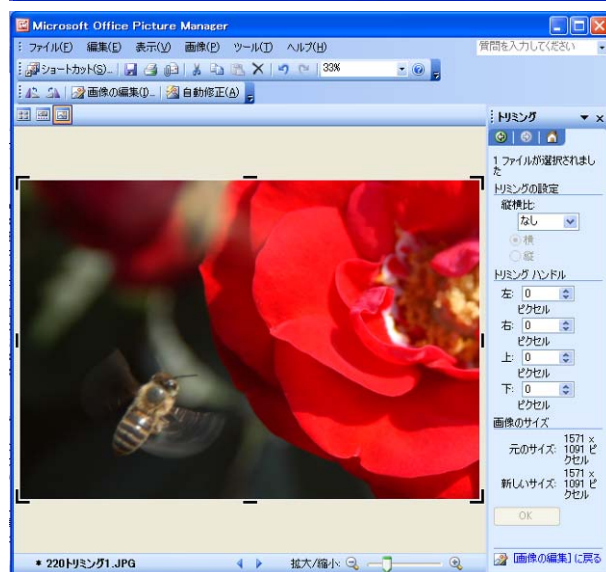 Microsoft Office Picture Manager
ファイル(F) 編集(E) 表示(V) 画像(P) ツール(T) ヘルプ(H) 質問を入力してください
ショートカット(S)... 33%
画像の編集(I)... 自動修正(A)
トリミング
1 ファイルが選択されまし
た
トリミングの設定
縦横比:
なし
横
縦
トリミング ハンドル
左: 0
ピクセル
右: 0
ピクセル
上: 0
ピクセル
下: 0
ピクセル
画像のサイズ
元のサイズ: 1571 x
1091 ピ
クセル
新しいサイズ: 1571 x
1091 ピ
クセル
OK
[画像の編集] に戻る
* 220トリミング1.JPG 拡大/縮小: